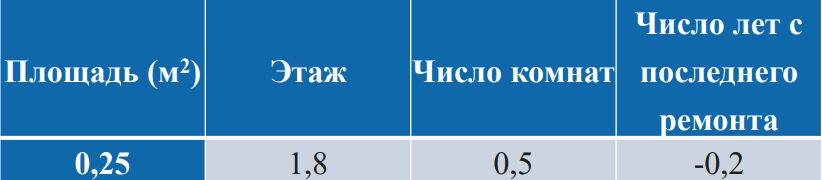 Площадь (м²)
Этаж
Число комнат
Число лет с
последнего
ремонта
0,25
1,8
0,5
-0,2